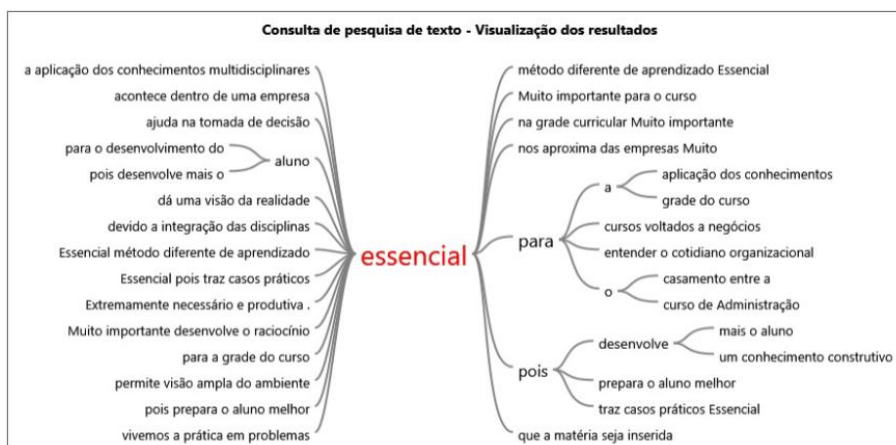 Consulta de pesquisa de texto - Visualização dos resultados
a aplicação dos conhecimentos multidisciplinares
acontece dentro de uma empresa
ajuda na tomada de decisão
para o desenvolvimento do
pois desenvolve mais o
aluno
dá uma visão da realidade
devido a integração das disciplinas
Essencial método diferente de aprendizado
Essencial pois traz casos práticos
Extremamente necessário e produtiva .
Muito importante desenvolve o raciocínio
para a grade do curso
permite visão ampla do ambiente
pois prepara o aluno melhor
vivemos a prática em problemas
essencial
método diferente de aprendizado Essencial
Muito importante para o curso
na grade curricular Muito importante
nos aproxima das empresas Muito
para
a
aplicação dos conhecimentos
grade do curso
cursos voltados a negócios
entender o cotidiano organizacional
o
casamento entre a
curso de Administração
pois
desenvolve
mais o aluno
um conhecimento construtivo
prepara o aluno melhor
traz casos práticos Essencial
que a matéria seja inserida